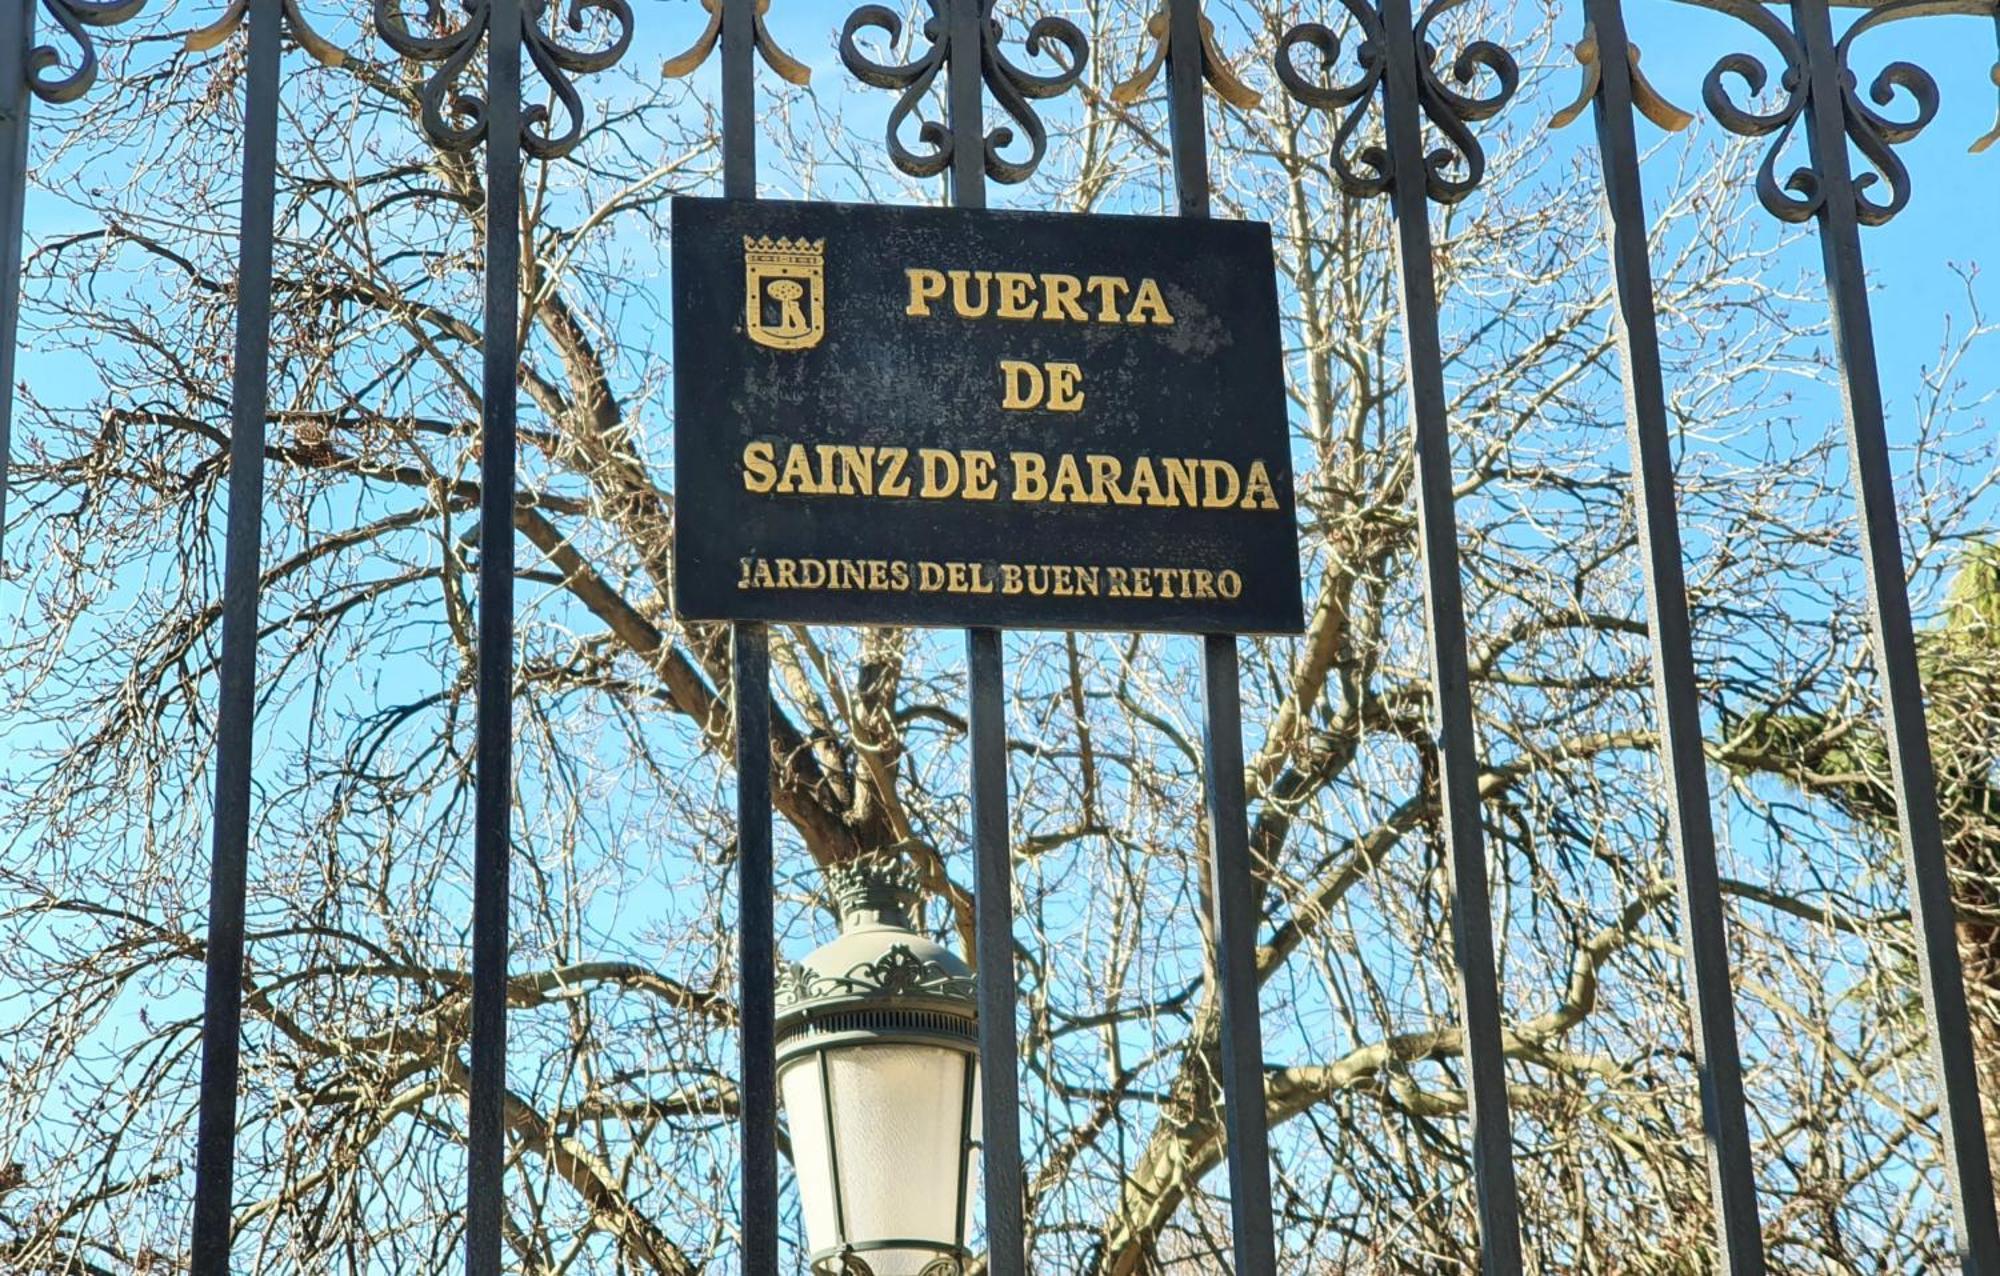 PUERTA
DE
SAINZ DE BARANDA
JARDINES DEL BUEN RETIRO